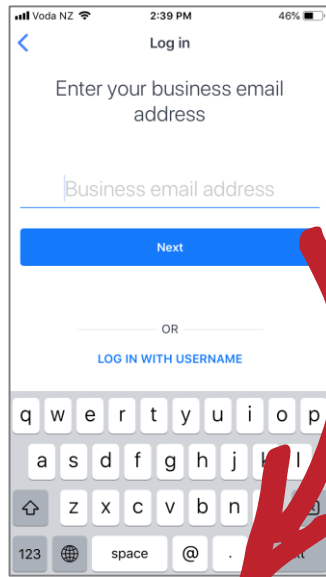 Voda NZ 2:39 PM 46%
Log in
Enter your business email
address
Business email address
Next
OR
LOG IN WITH USERNAME
q w e r t y u i o p
a s d f g h j k l
z x c v b n
123 space @ .